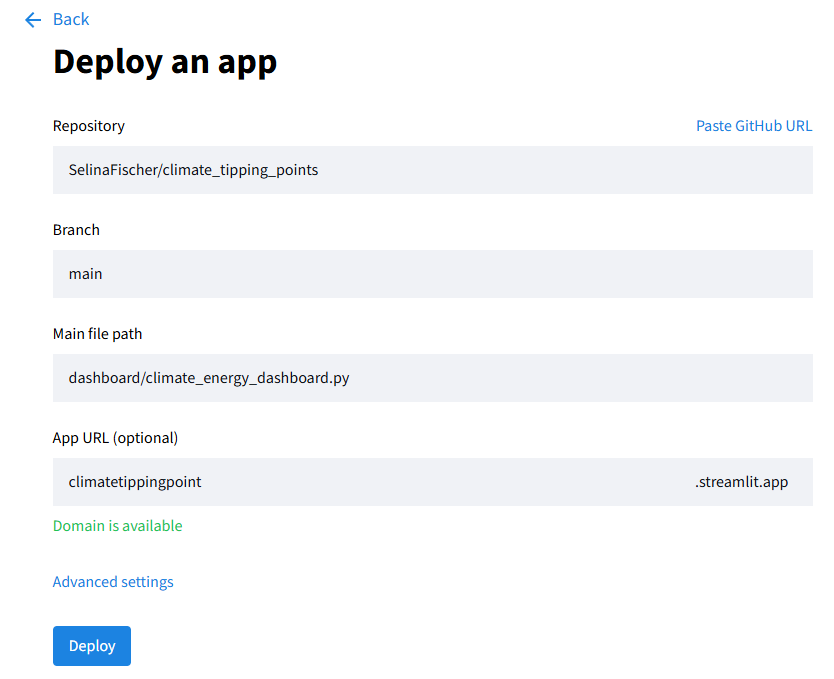 Back
Deploy an app
Repository
Paste GitHub URL
SelinaFischer/climate_tipping_points
Branch
main
Main file path
dashboard/climate_energy_dashboard.py
App URL (optional)
climatetippingpoint
.streamlit.app
Domain is available
Advanced settings
Deploy